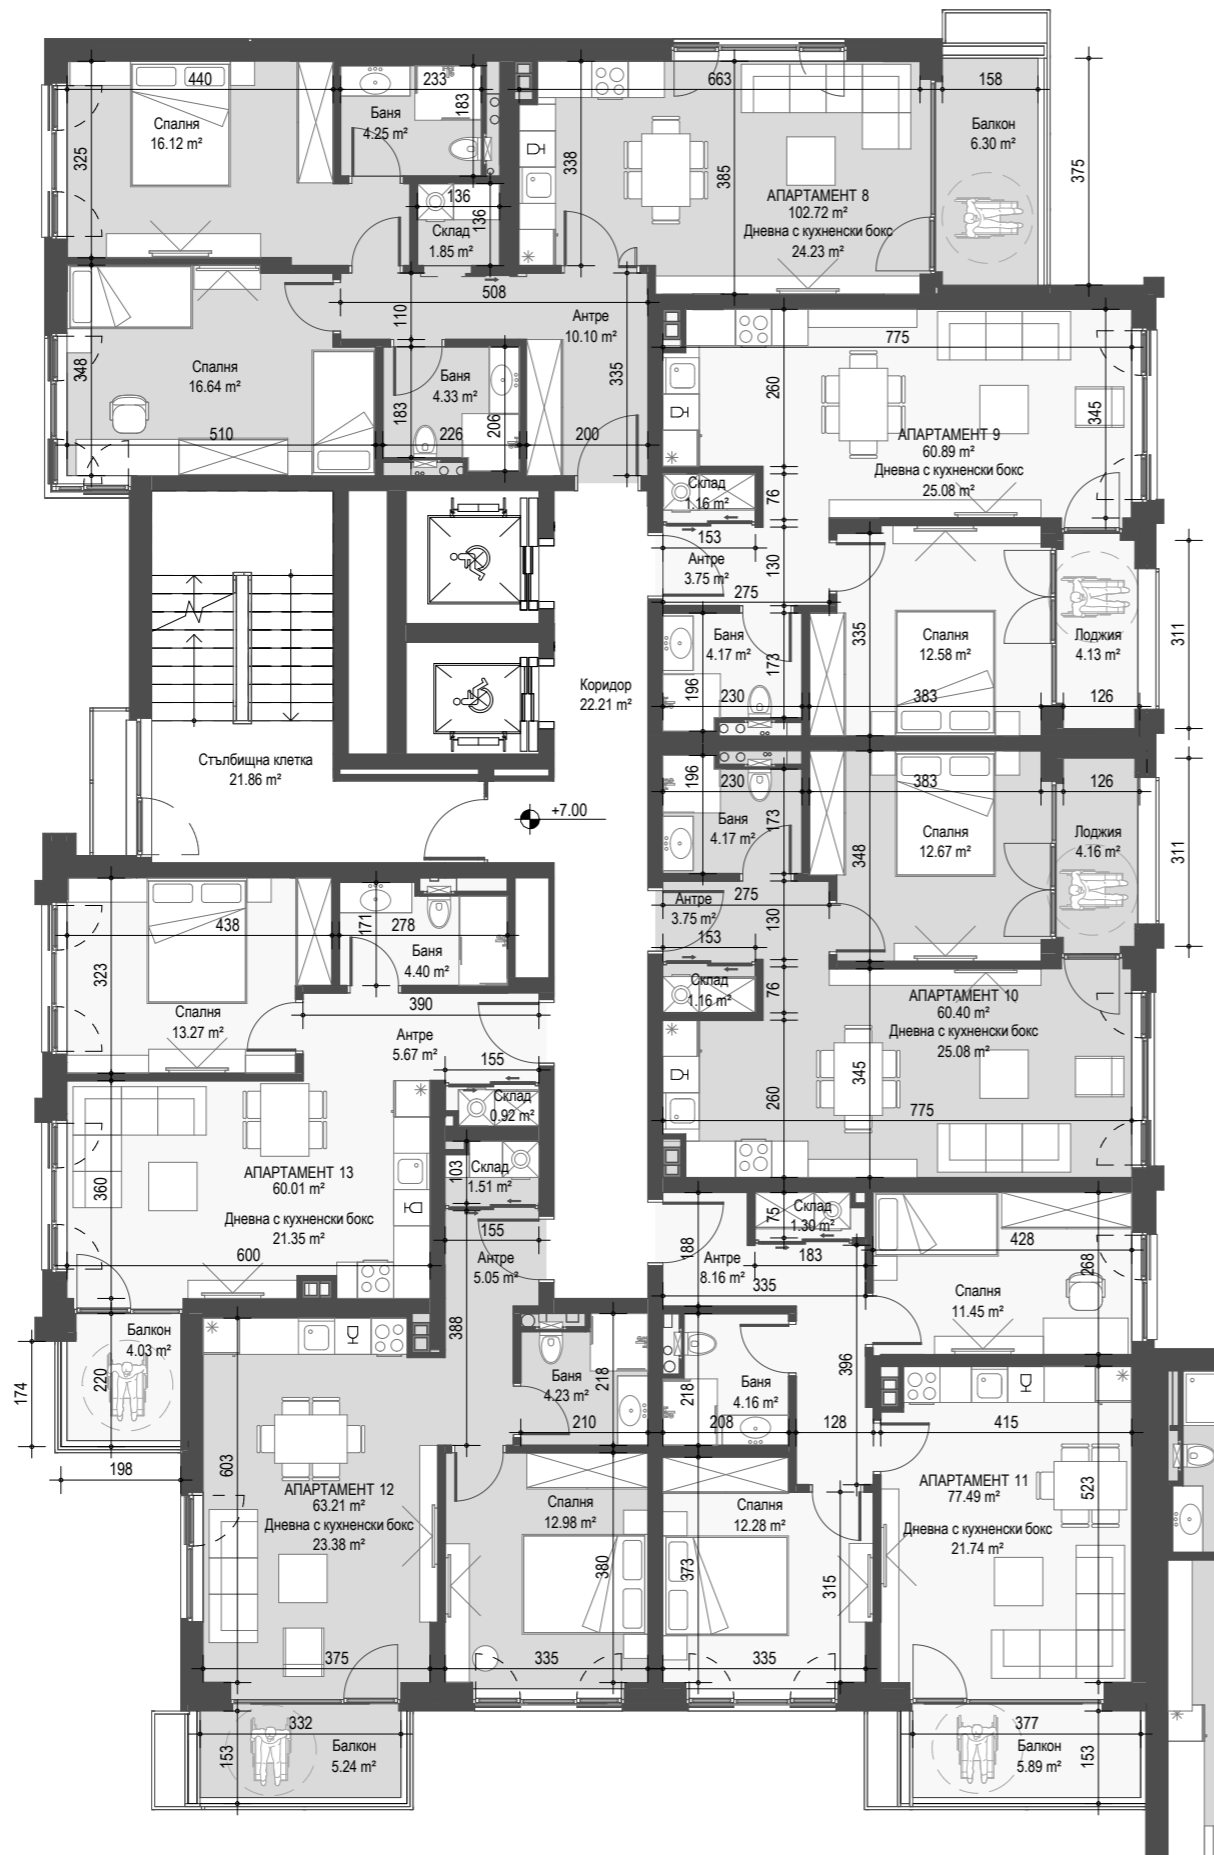 440
Спалня
16.12 m²
325
233
Баня
4.25 m²
183
136
136
Склад
1.85 m²
663
338
385
АПАРТАМЕНТ 8
102.72 m²
Дневна с кухненски бокс
24.23 m²
158
Балкон
6.30 m²
375
508
110
Антре
10.10 m²
335
200
348
Спалня
16.64 m²
510
Баня
4.33 m²
183
206
226
775
260
345
АПАРТАМЕНТ 9
60.89 m²
Дневна с кухненски бокс
25.08 m²
Склад
1.16 m²
76
153
Антре
3.75 m²
130
275
Баня
4.17 m²
173
196
230
335
Спалня
12.58 m²
383
Лоджия
4.13 m²
126
311
Коридор
22.21 m²
Стълбищна клетка
21.86 m²
+7.00
196
230
Баня
4.17 m²
173
383
Спалня
12.67 m²
348
126
Лоджия
4.16 m²
311
275
Антре
3.75 m²
130
153
Склад
1.16 m²
76
АПАРТАМЕНТ 10
60.40 m²
Дневна с кухненски бокс
25.08 m²
345
260
775
438
323
Спалня
13.27 m²
171
278
Баня
4.40 m²
390
Антре
5.67 m²
155
Склад
0.92 m²
103
Склад
1.51 m²
155
360
АПАРТАМЕНТ 13
60.01 m²
Дневна с кухненски бокс
21.35 m²
600
Антре
5.05 m²
388
Балкон
4.03 m²
220
174
198
188
Антре
8.16 m²
335
75
Склад
1.30 m²
183
428
268
Спалня
11.45 m²
Баня
4.23 m²
218
210
218
Баня
4.16 m²
208
396
128
415
603
АПАРТАМЕНТ 12
63.21 m²
Дневна с кухненски бокс
23.38 m²
375
Спалня
12.98 m²
380
335
Спалня
12.28 m²
373
335
315
АПАРТАМЕНТ 11
77.49 m²
Дневна с кухненски бокс
21.74 m²
523
332
153
Балкон
5.24 m²
377
Балкон
5.89 m²
153